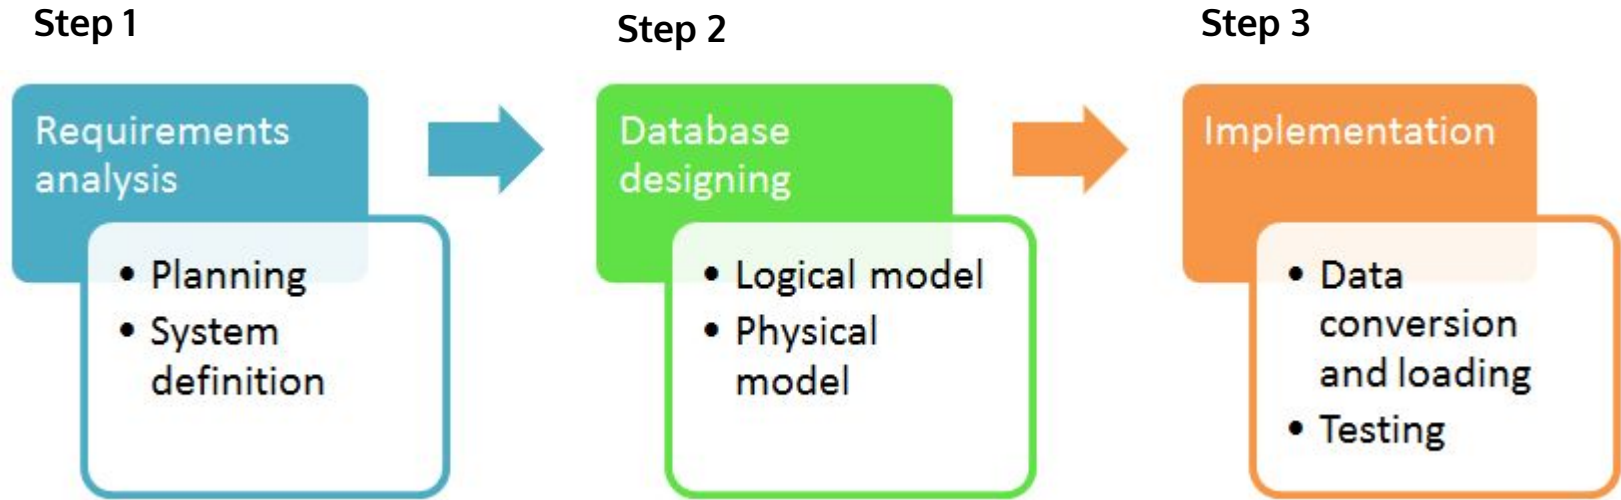 Step 1
Requirements
analysis
• Planning
• System
definition
Step 2
Database
designing
• Logical model
• Physical
model
Step 3
Implementation
• Data
conversion
and loading
• Testing